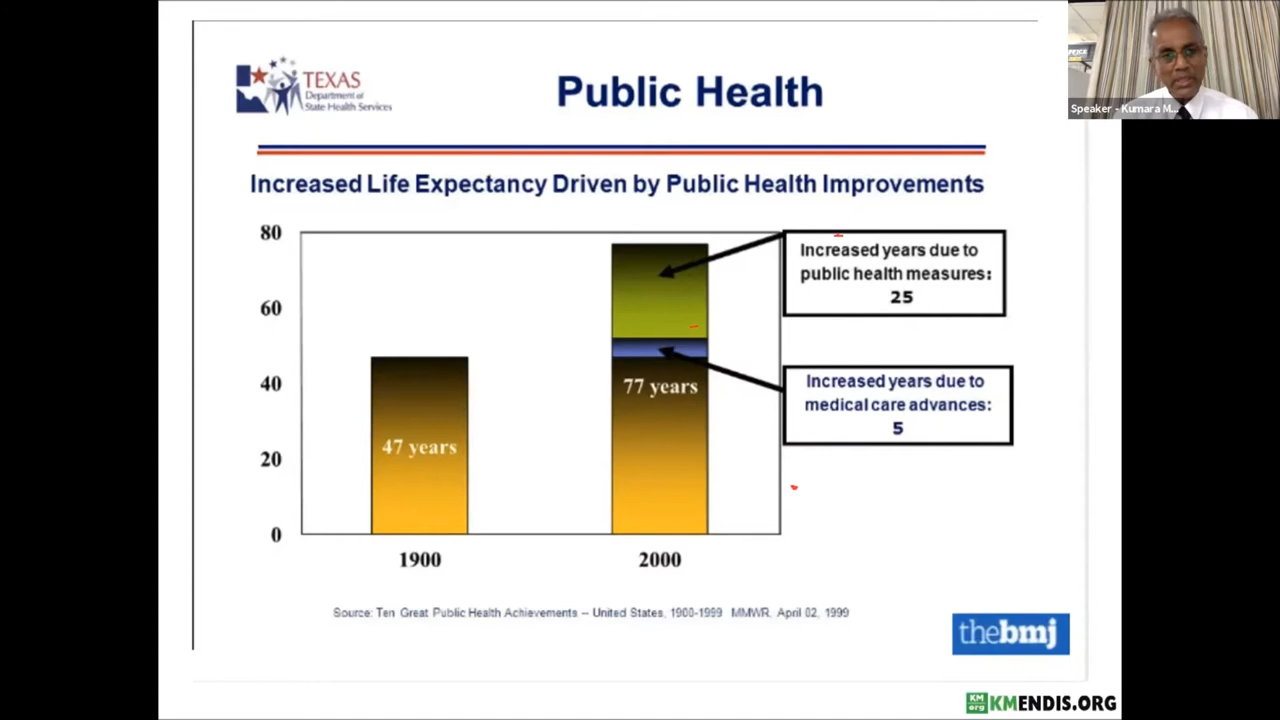 TEXAS
Department of
State Health Services
Public Health
Increased Life Expectancy Driven by Public Health Improvements
80
60
40
20
0
47 years
77 years
1900
2000
Increased years due to
public health measures:
25
Increased years due to
medical care advances:
5
Source: Ten Great Public Health Achievements – United States, 1900-1999 MMWR, April 02, 1999
thebmj
KM
org
KMENDIS.ORG
Speaker - Kumara M...